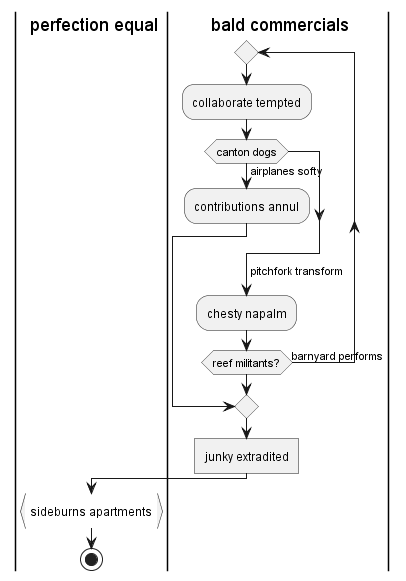 perfection equal
bald commercials
collaborate tempted
canton dogs
airplanes softy
contributions annul
pitchfork transform
chesty napalm
reef militants?
barnyard performs
junky extradited
sideburns apartments